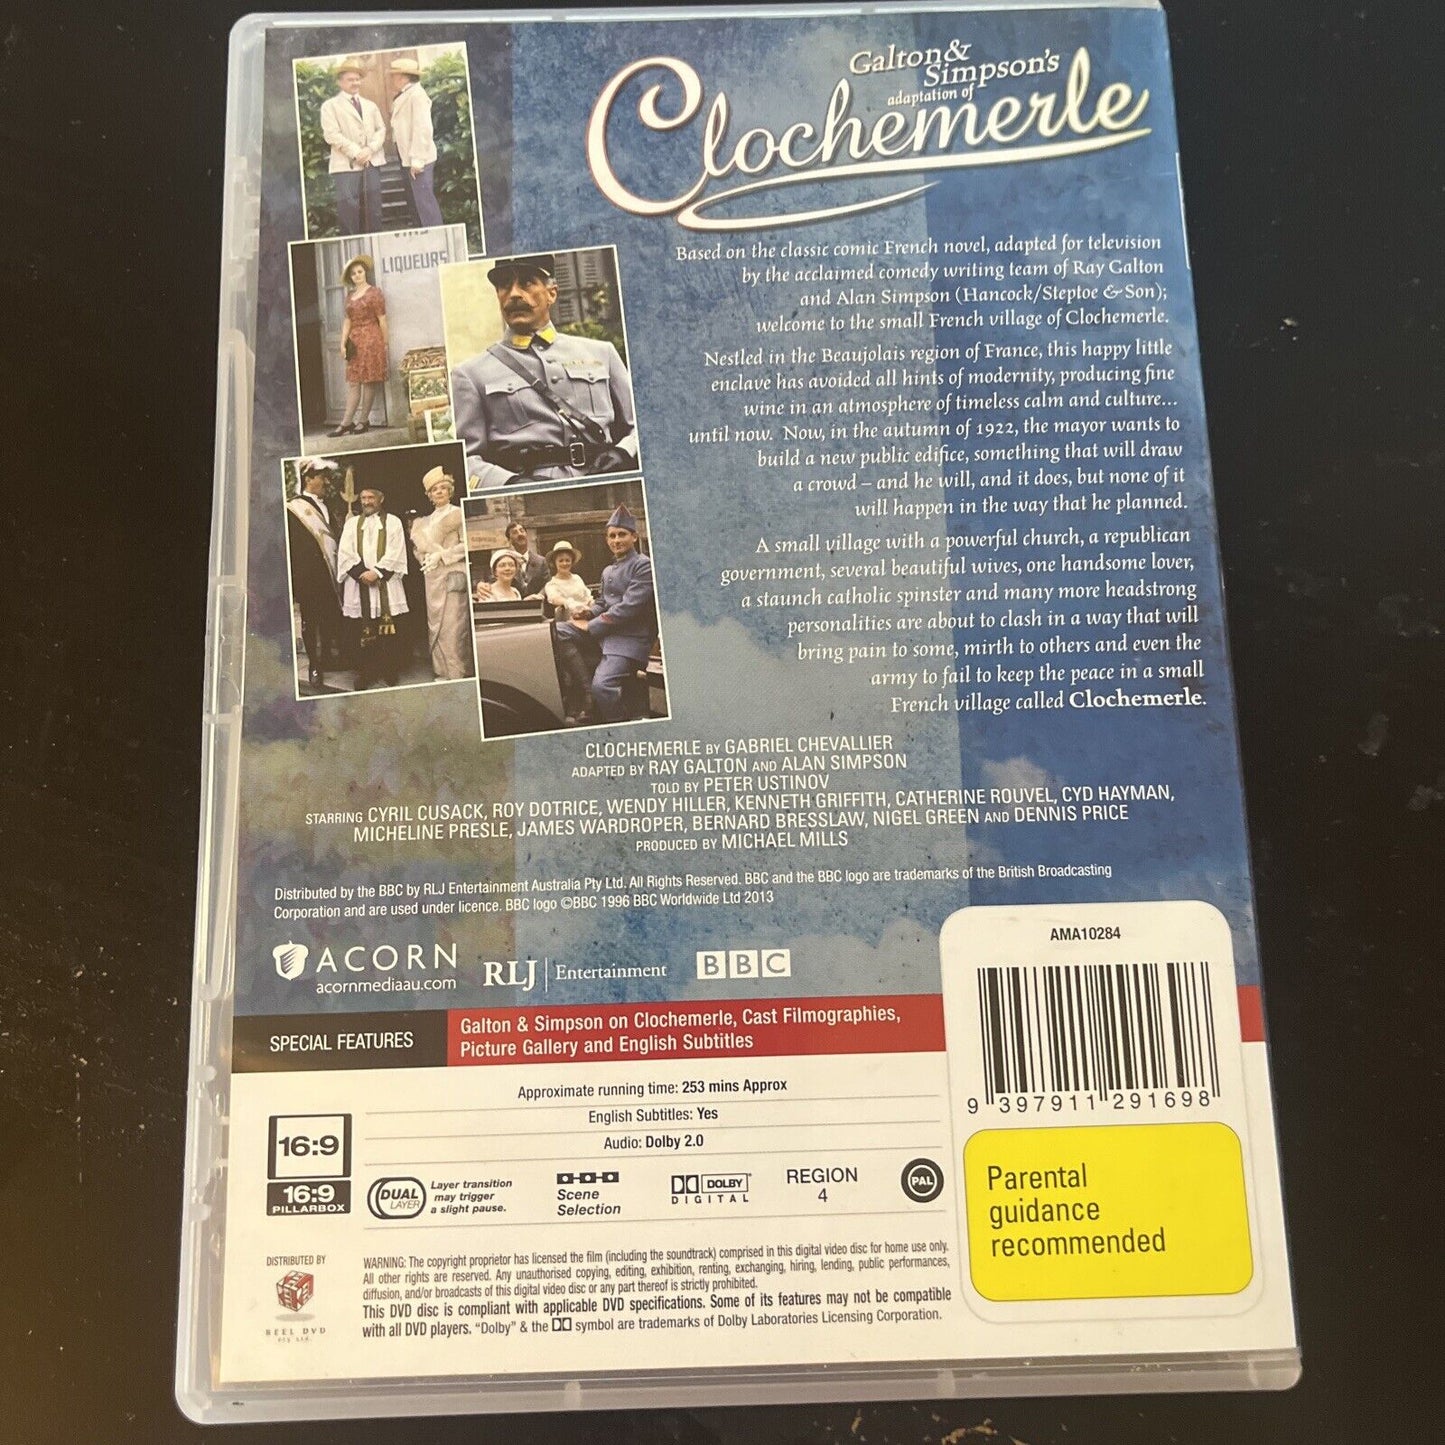 Galton &
Simpson's
adaptation of
Clochemerle
VINS
LIQUEURS
Based on the classic comic French novel, adapted for television
by the acclaimed comedy writing team of Ray Galton
and Alan Simpson (Hancock/Steptoe & Son);
welcome to the small French village of Clochemerle.
Nestled in the Beaujolais region of France, this happy little
enclave has avoided all hints of modernity, producing fine
wine in an atmosphere of timeless calm and culture...
until now. Now, in the autumn of 1922, the mayor wants to
build a new public edifice, something that will draw
a crowd – and he will, and it does, but none of it
will happen in the way that he planned.
A small village with a powerful church, a republican
government, several beautiful wives, one handsome lover,
a staunch catholic spinster and many more headstrong
personalities are about to clash in a way that will
bring pain to some, mirth to others and even the
army to fail to keep the peace in a small
French village called Clochemerle.
CLOCHEMERLE BY GABRIEL CHEVALLIER
ADAPTED BY RAY GALTON AND ALAN SIMPSON
TOLD BY PETER USTINOV
STARRING CYRIL CUSACK, ROY DOTRICE, WENDY HILLER, KENNETH GRIFFITH, CATHERINE ROUVEL, CYD HAYMAN,
MICHELINE PRESLE, JAMES WARDROPER, BERNARD BRESSLAW, NIGEL GREEN AND DENNIS PRICE
PRODUCED BY MICHAEL MILLS
Distributed by the BBC by RLJ Entertainment Australia Pty Ltd. All Rights Reserved. BBC and the BBC logo are trademarks of the British Broadcasting
Corporation and are used under licence. BBC logo ©BBC 1996 BBC Worldwide Ltd 2013
ACORN
acornmediaau.com
RLJ Entertainment
BBC
AMA10284
9 397911 291698
SPECIAL FEATURES
Galton & Simpson on Clochemerle, Cast Filmographies,
Picture Gallery and English Subtitles
Approximate running time: 253 mins Approx
English Subtitles: Yes
Audio: Dolby 2.0
16:9
16:9
PILLARBOX
DUAL
LAYER
Layer transition
may trigger
a slight pause.
Scene
Selection
DOLBY
DIGITAL
REGION
4
PAL
Parental
guidance
recommended
DISTRIBUTED BY
REEL DVD
PTY LTD.
WARNING: The copyright proprietor has licensed the film (including the soundtrack) comprised in this digital video disc for home use only.
All other rights are reserved. Any unauthorised copying, editing, exhibition, renting, exchanging, hiring, lending, public performances,
diffusion, and/or broadcasts of this digital video disc or any part thereof is strictly prohibited.
This DVD disc is compliant with applicable DVD specifications. Some of its features may not be compatible
with all DVD players. "Dolby" & the DD symbol are trademarks of Dolby Laboratories Licensing Corporation.